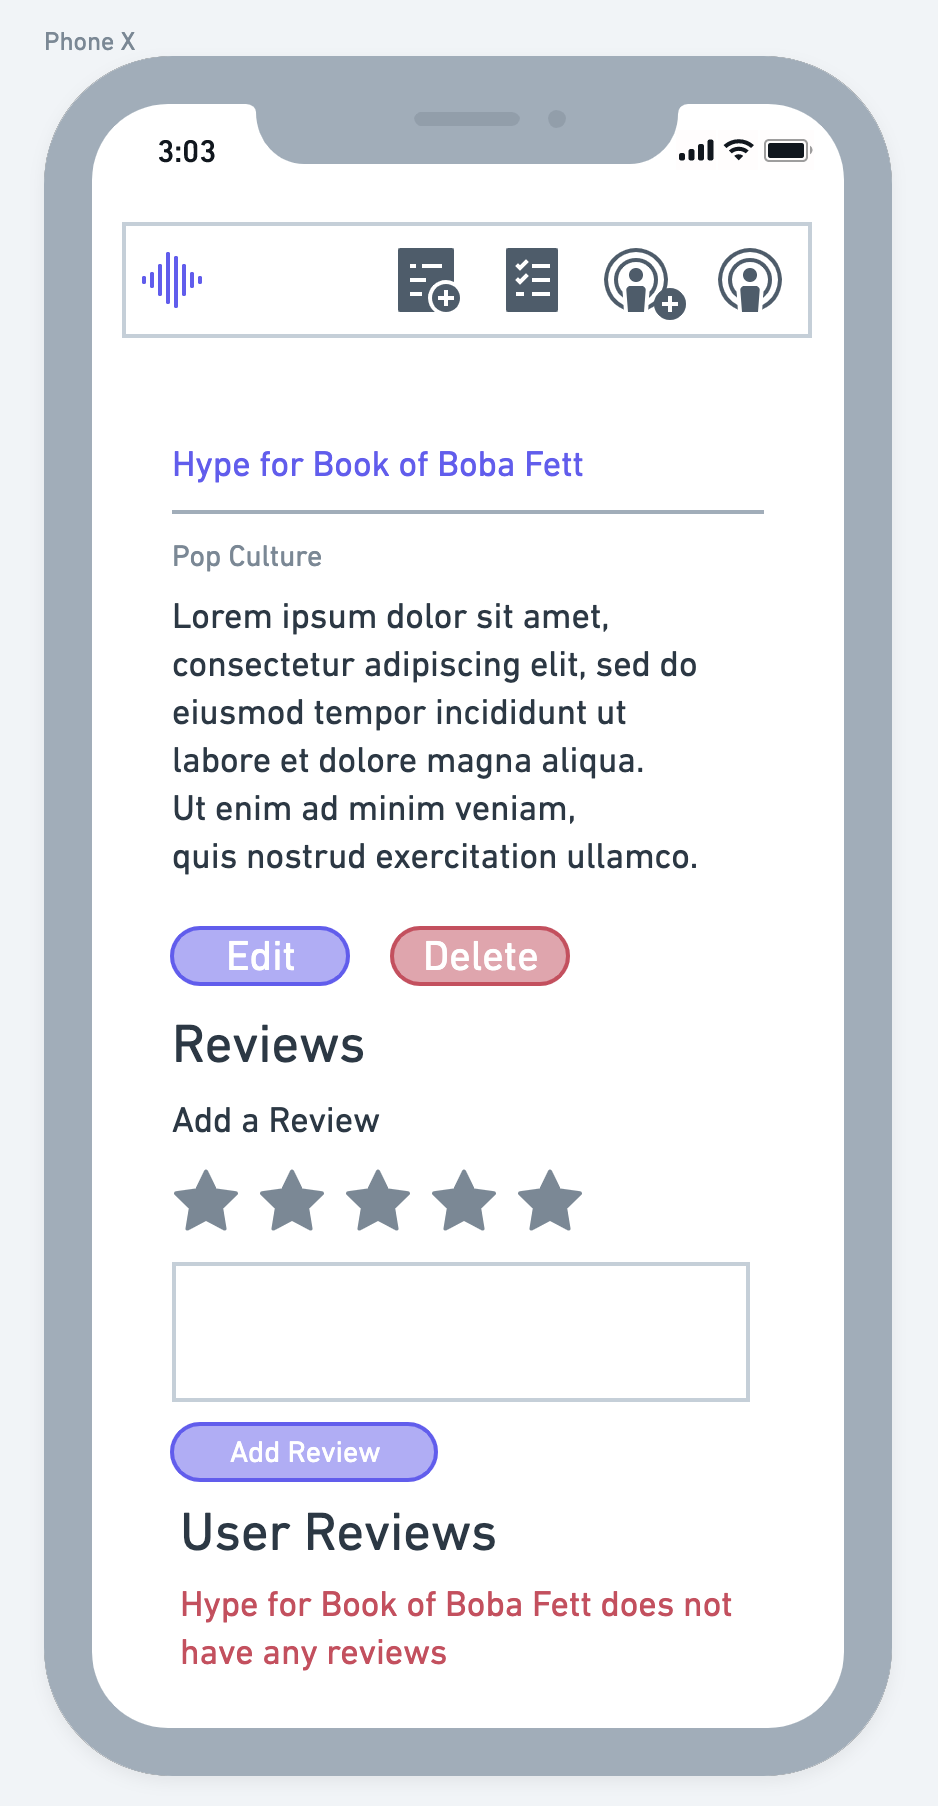 Phone X
3:03
Hype for Book of Boba Fett
Pop Culture
Lorem ipsum dolor sit amet,
consectetur adipiscing elit, sed do
eiusmod tempor incididunt ut
labore et dolore magna aliqua.
Ut enim ad minim veniam,
quis nostrud exercitation ullamco.
Edit
Delete
Reviews
Add a Review
Add Review
User Reviews
Hype for Book of Boba Fett does not
have any reviews